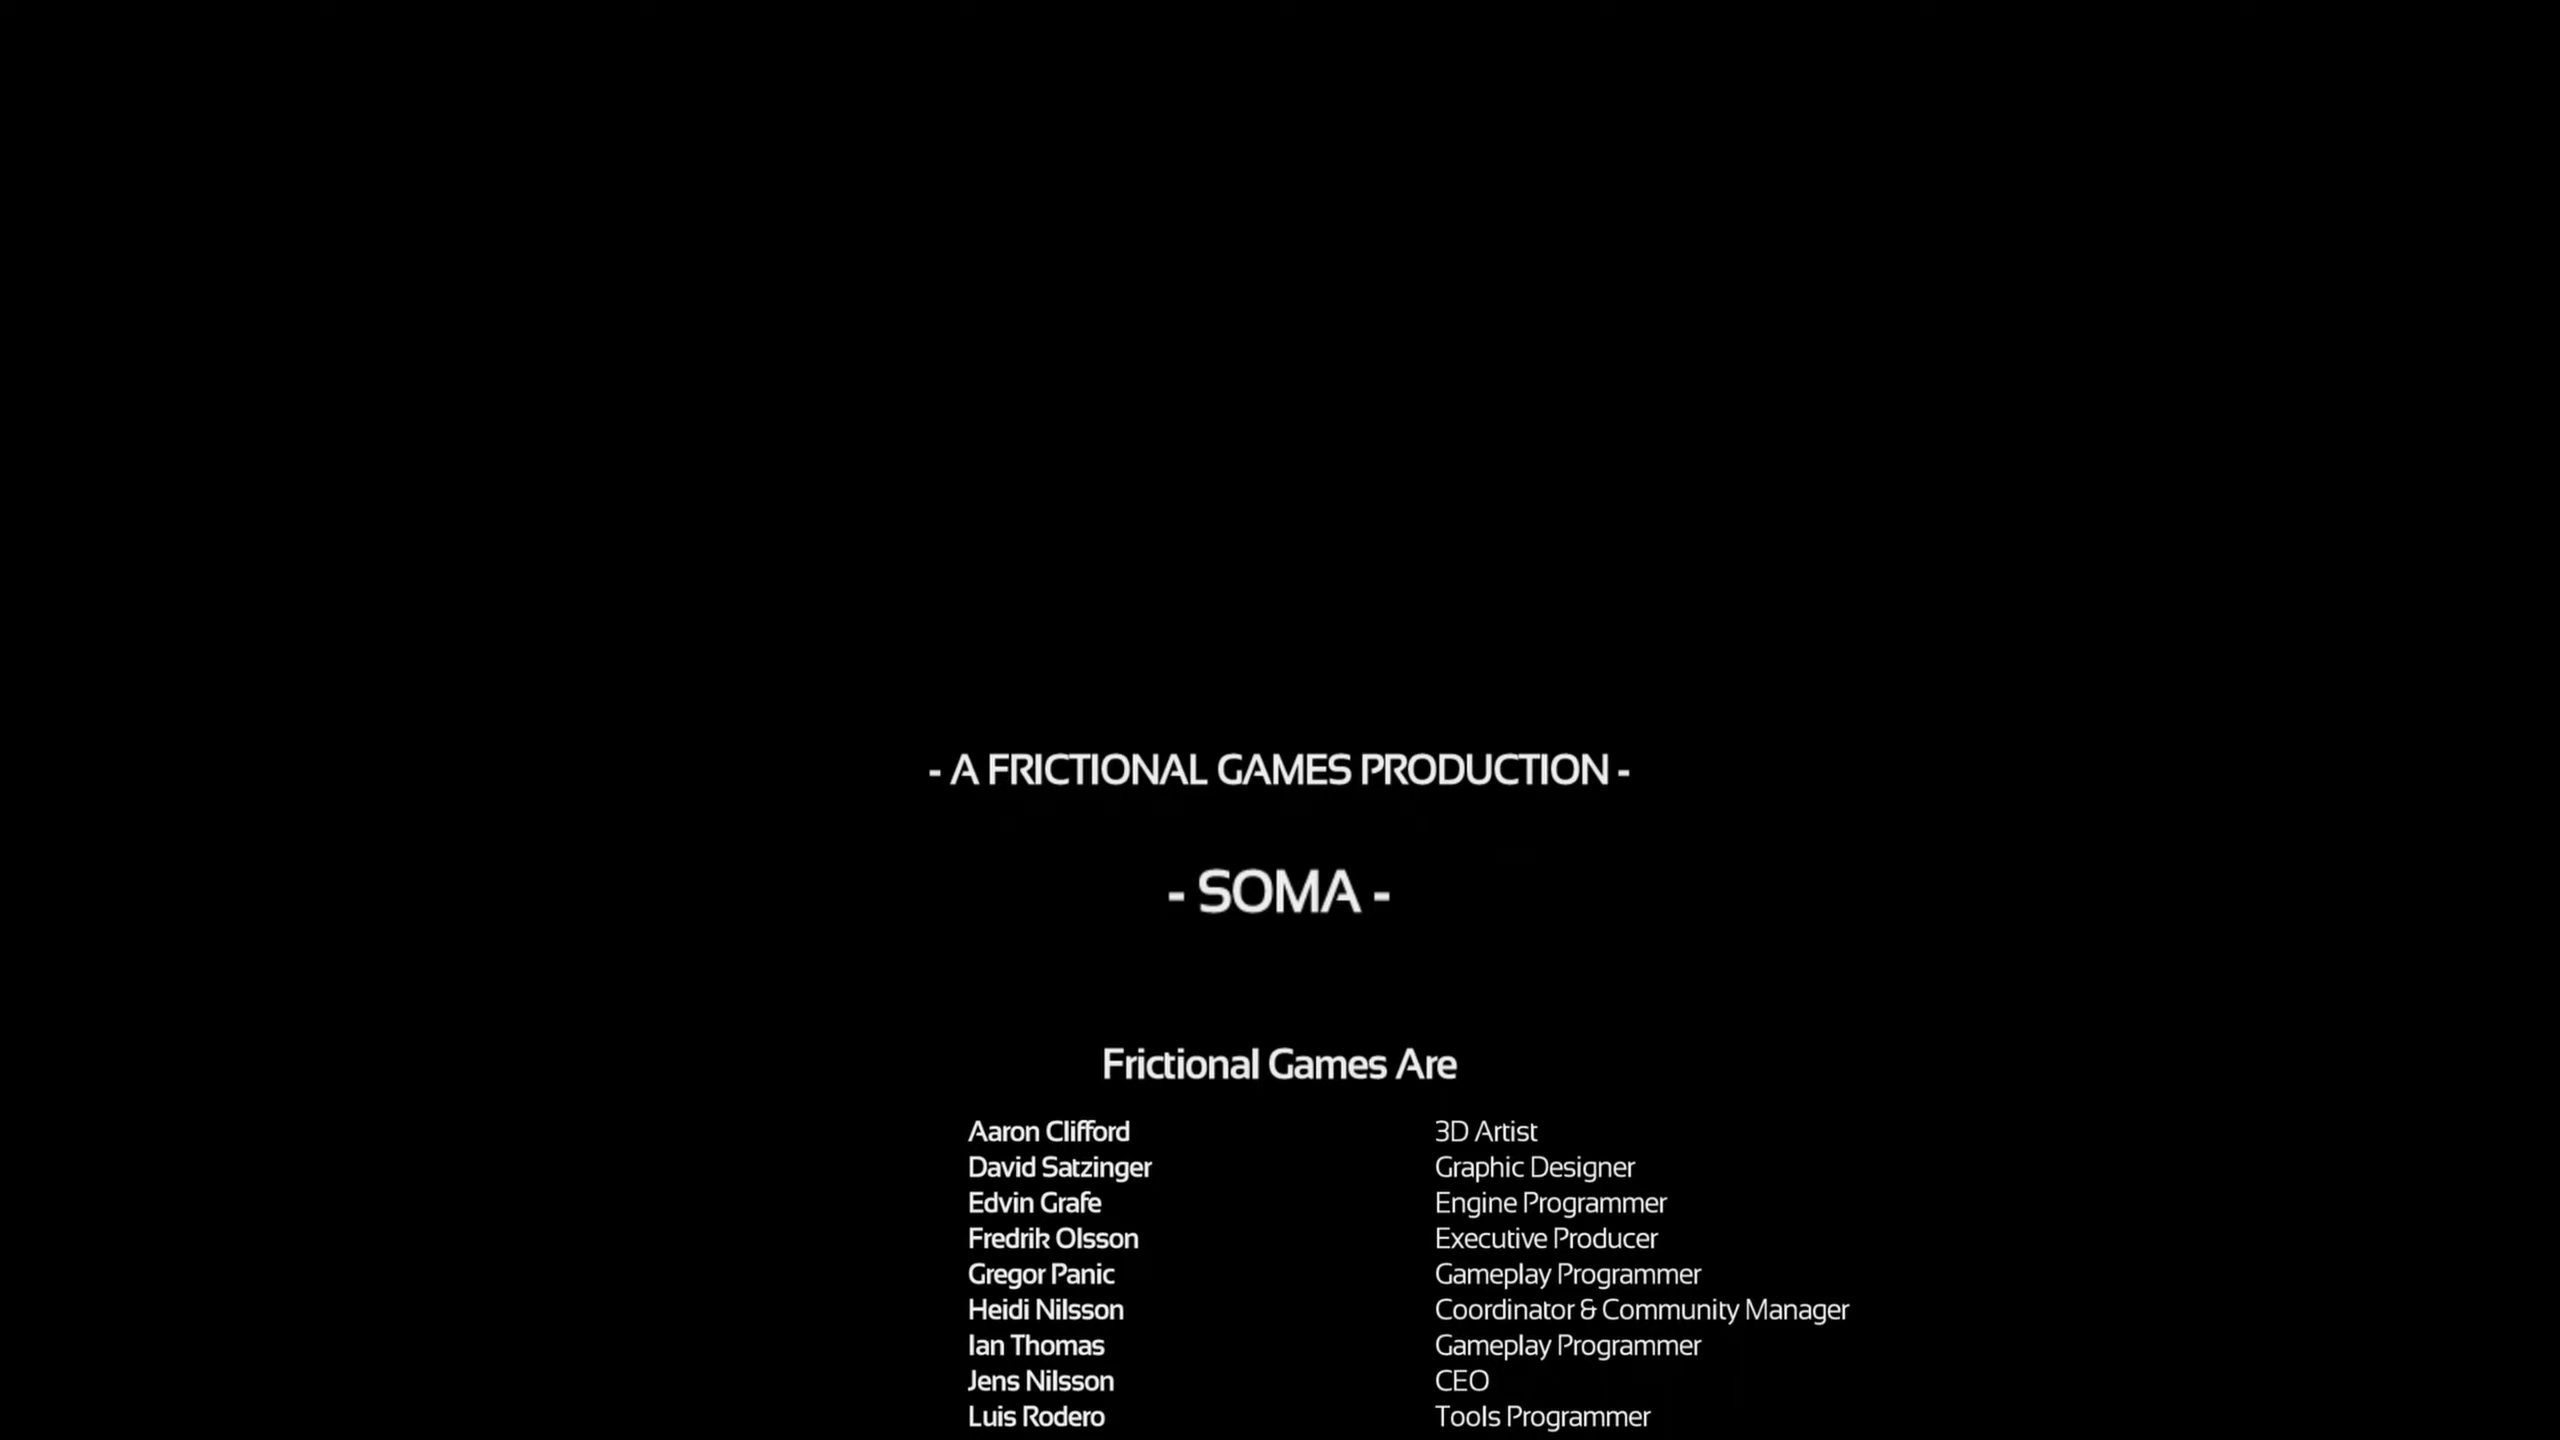 - A FRICTIONAL GAMES PRODUCTION -
- SOMA -
Frictional Games Are
Aaron Clifford 3D Artist
David Satzinger Graphic Designer
Edvin Grafe Engine Programmer
Fredrik Olsson Executive Producer
Gregor Panic Gameplay Programmer
Heidi Nilsson Coordinator & Community Manager
Ian Thomas Gameplay Programmer
Jens Nilsson CEO
Luis Rodero Tools Programmer